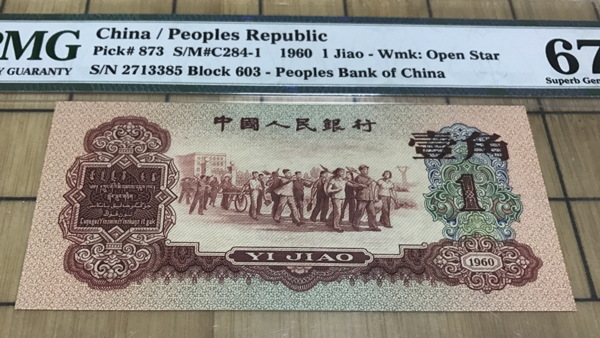 PMG China / Peoples Republic
Pick# 873 S/M#C284-1 1960 1 Jiao - Wmk: Open Star
GUARANTY S/N 2713385 Block 603 - Peoples Bank of China
67
Superb Gem
中國人民銀行
壹角
1
YI JIAO
1960